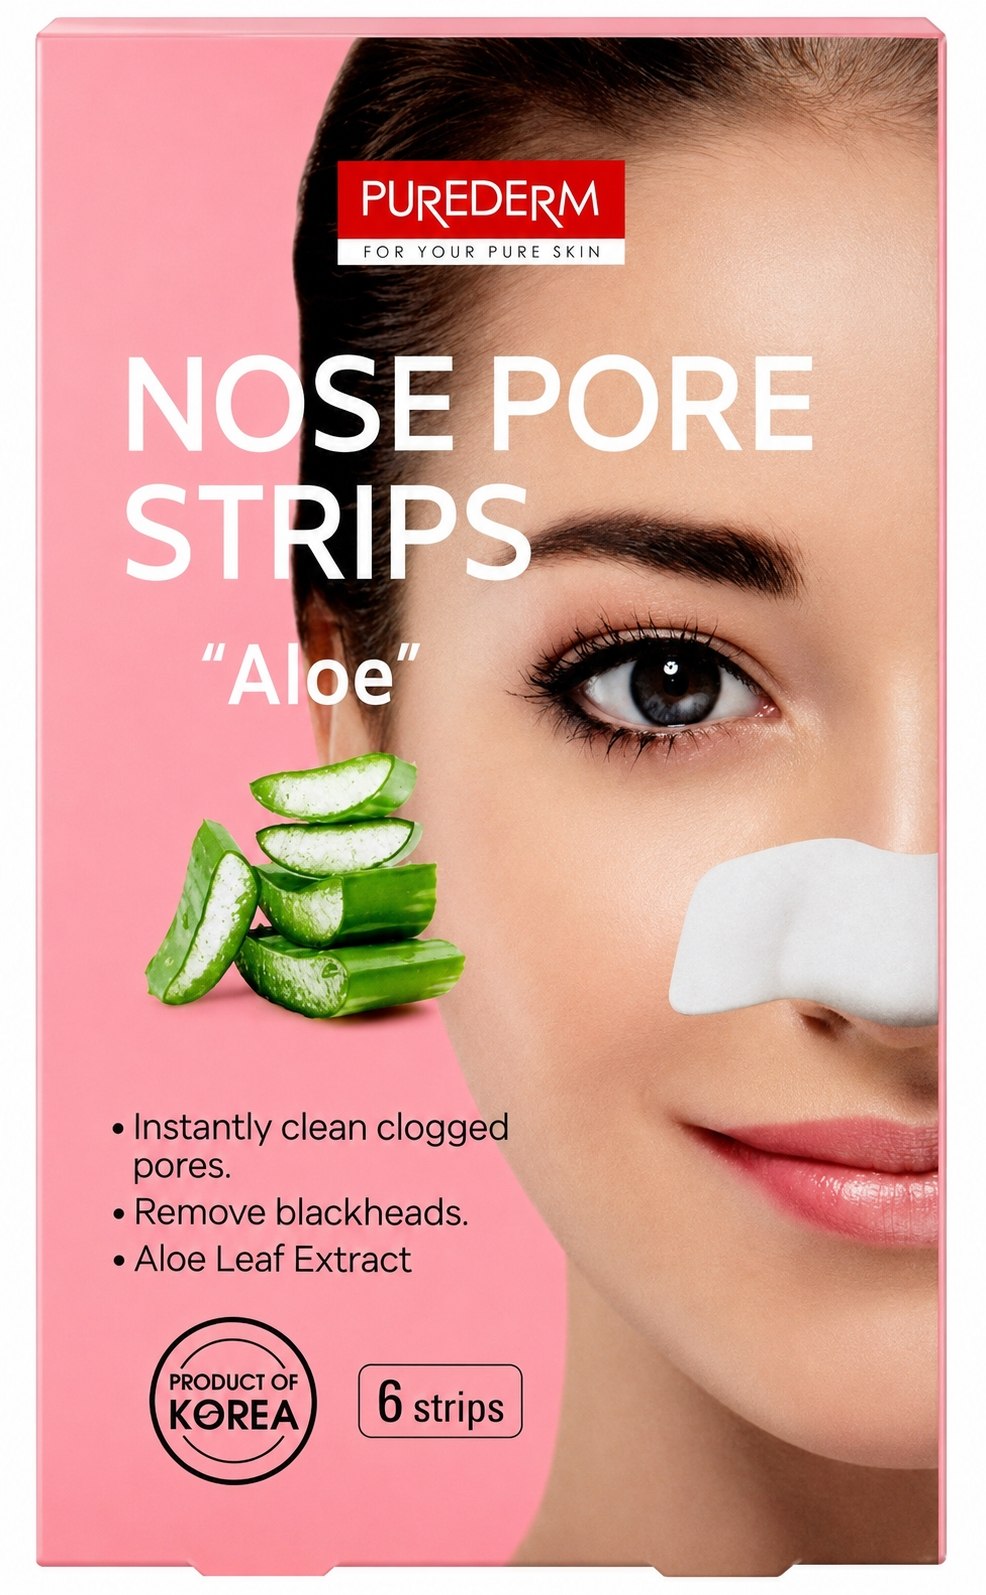 PUREDERM
FOR YOUR PURE SKIN
NOSE PORE
STRIPS
“Aloe”
• Instantly clean clogged
pores.
• Remove blackheads.
• Aloe Leaf Extract
PRODUCT OF
KOREA
6 strips